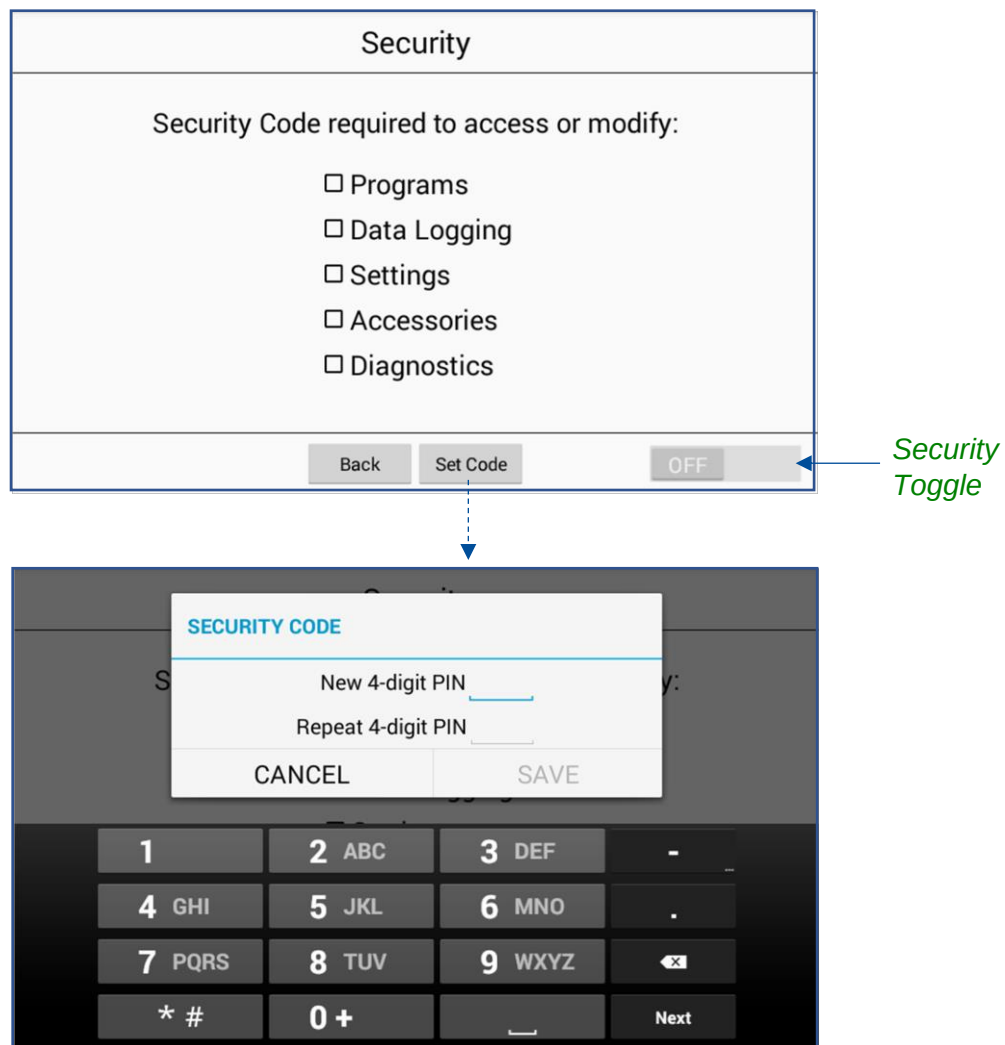 Security
Security Code required to access or modify:
Programs
Data Logging
Settings
Accessories
Diagnostics
Back
Set Code
OFF
Security
Toggle
SECURITY CODE
New 4-digit PIN
Repeat 4-digit PIN
CANCEL
SAVE
1
2 ABC
3 DEF
-
4 GHI
5 JKL
6 MNO
.
7 PQRS
8 TUV
9 WXYZ
* #
0 +
Next